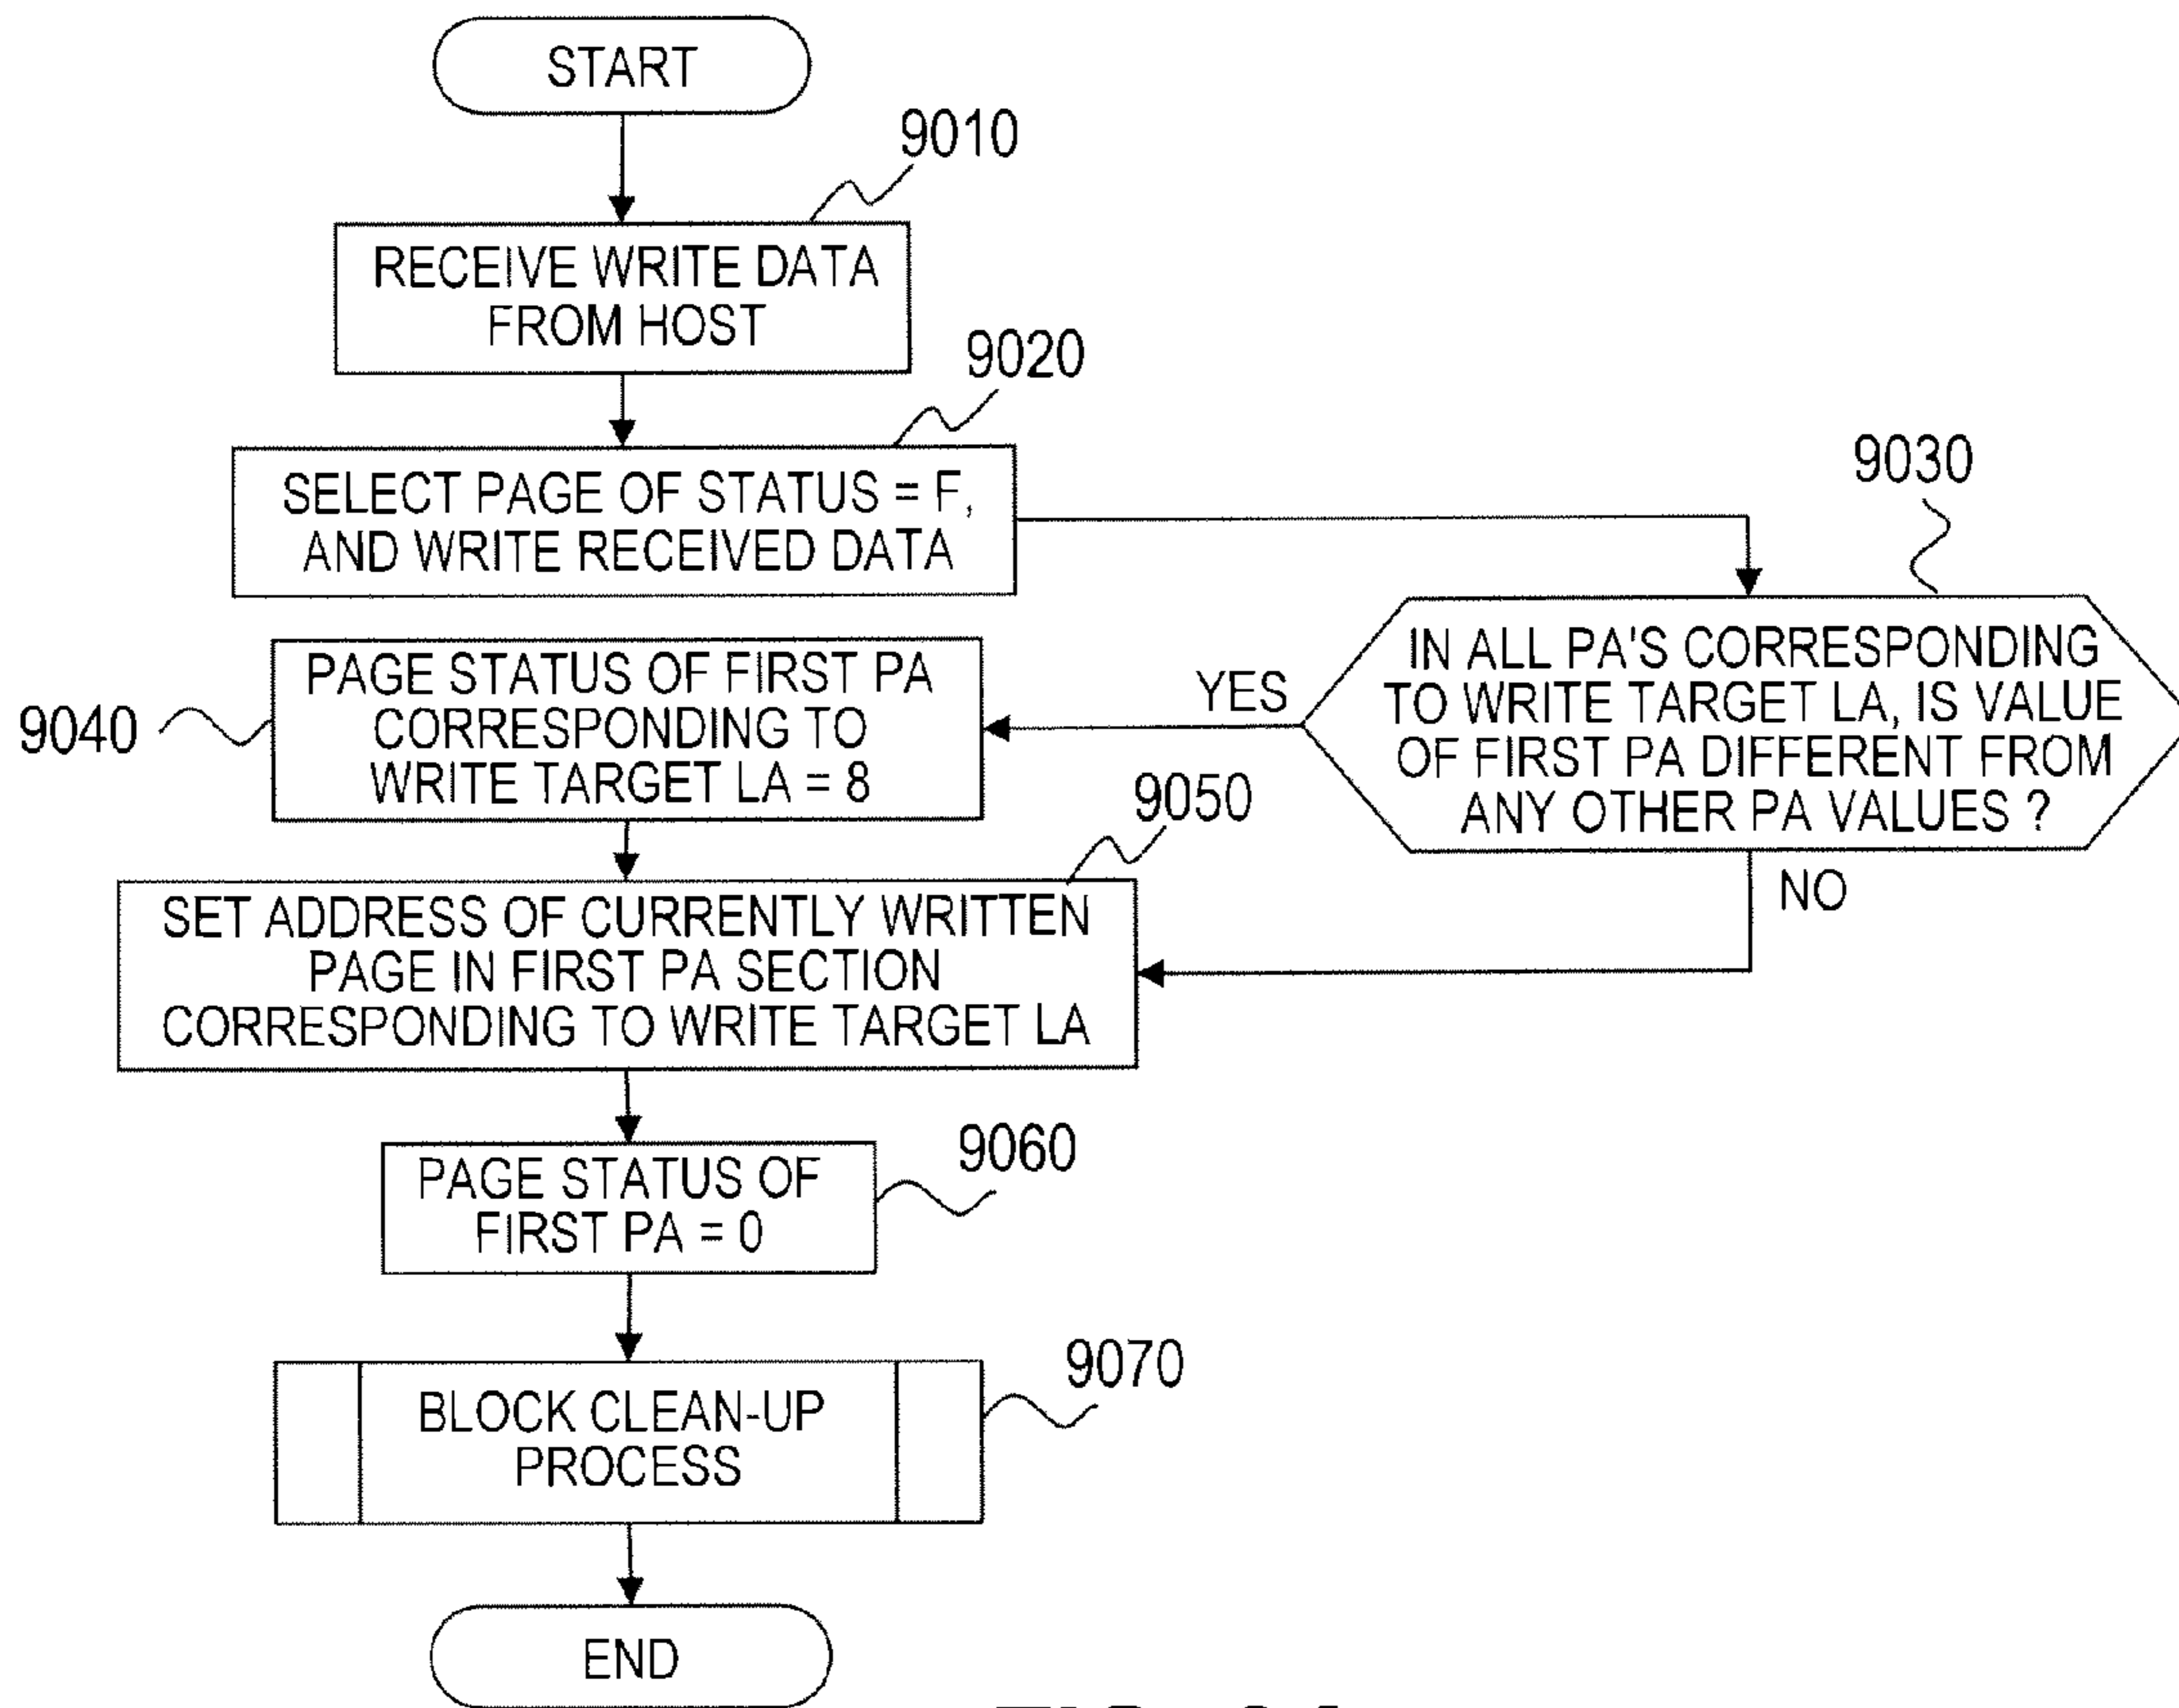 START
9010
RECEIVE WRITE DATA
FROM HOST
9020
SELECT PAGE OF STATUS = F,
AND WRITE RECEIVED DATA
9030
IN ALL PA'S CORRESPONDING
TO WRITE TARGET LA, IS VALUE
OF FIRST PA DIFFERENT FROM
ANY OTHER PA VALUES ?
YES
NO
9040
PAGE STATUS OF FIRST PA
CORRESPONDING TO
WRITE TARGET LA = 8
9050
SET ADDRESS OF CURRENTLY WRITTEN
PAGE IN FIRST PA SECTION
CORRESPONDING TO WRITE TARGET LA
9060
PAGE STATUS OF
FIRST PA = 0
9070
BLOCK CLEAN-UP
PROCESS
END